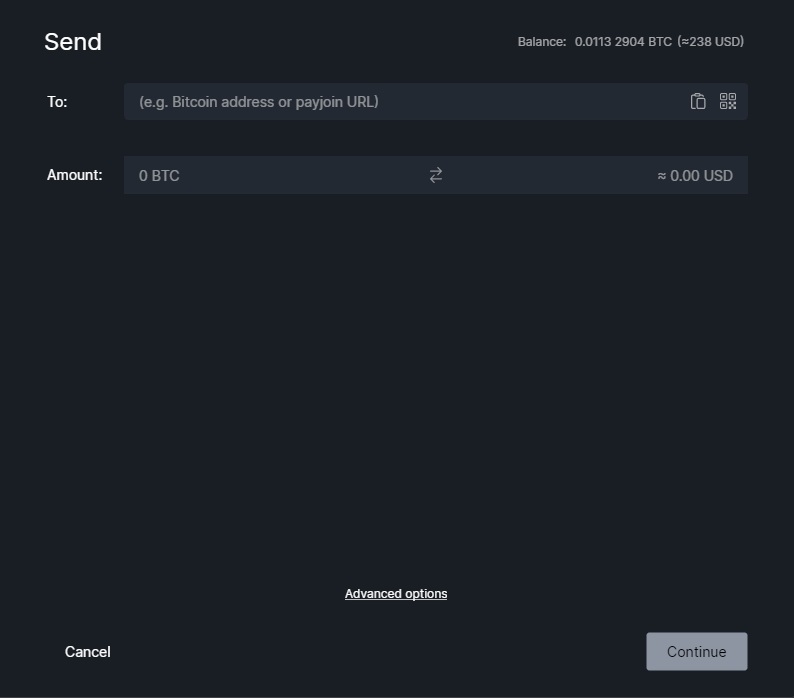 Send
Balance: 0.0113 2904 BTC (≈238 USD)
To: (e.g. Bitcoin address or payjoin URL)
Amount: 0 BTC ≈ 0.00 USD
Advanced options
Cancel Continue